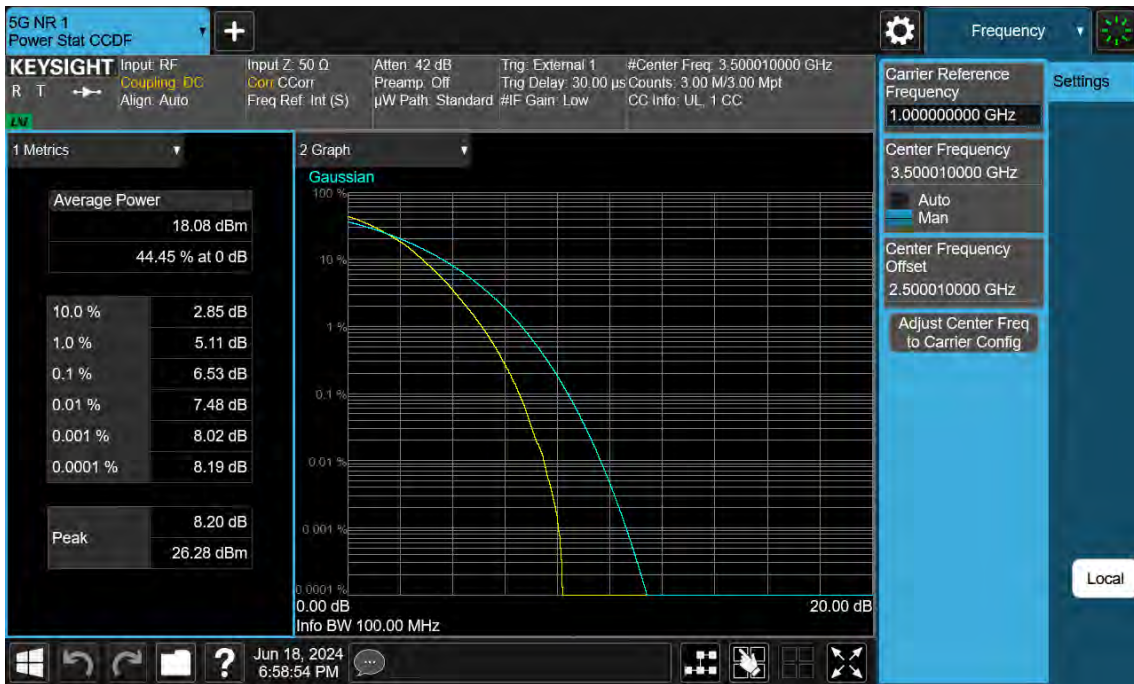 5G NR 1
Power Stat CCDF
Frequency
KEYSIGHT
R T
LW
Input: RF
Coupling: DC
Align: Auto
Input Z: 50 Ω
Corr CCorr
Freq Ref: Int (S)
Atten: 42 dB
Preamp: Off
µW Path: Standard
Trig: External 1
Trig Delay: 30.00 µs
#IF Gain: Low
#Center Freq: 3.500010000 GHz
Counts: 3.00 M/3.00 Mpt
CC Info: UL, 1 CC
1 Metrics
Average Power
18.08 dBm
44.45 % at 0 dB
10.0 % 2.85 dB
1.0 % 5.11 dB
0.1 % 6.53 dB
0.01 % 7.48 dB
0.001 % 8.02 dB
0.0001 % 8.19 dB
Peak
8.20 dB
26.28 dBm
2 Graph
Gaussian
100 %
10 %
1 %
0.1 %
0.01 %
0.001 %
0.0001 %
0.00 dB 20.00 dB
Info BW 100.00 MHz
Carrier Reference
Frequency
1.000000000 GHz
Center Frequency
3.500010000 GHz
Auto
Man
Center Frequency
Offset
2.500010000 GHz
Adjust Center Freq
to Carrier Config
Settings
Local
?
Jun 18, 2024
6:58:54 PM